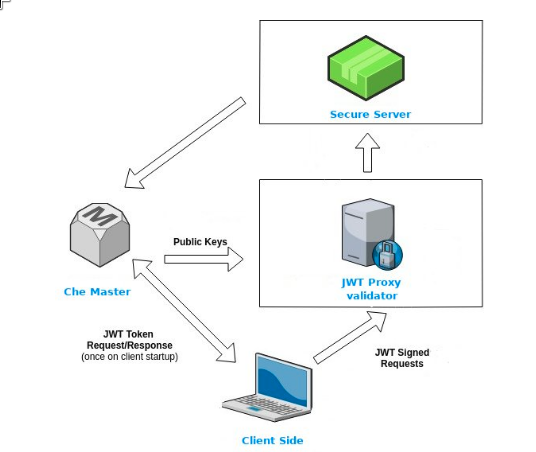 Secure Server
Public Keys
JWT Proxy
validator
Che Master
JWT Token
Request/Response
(once on client startup)
JWT Signed
Requests
Client Side
M